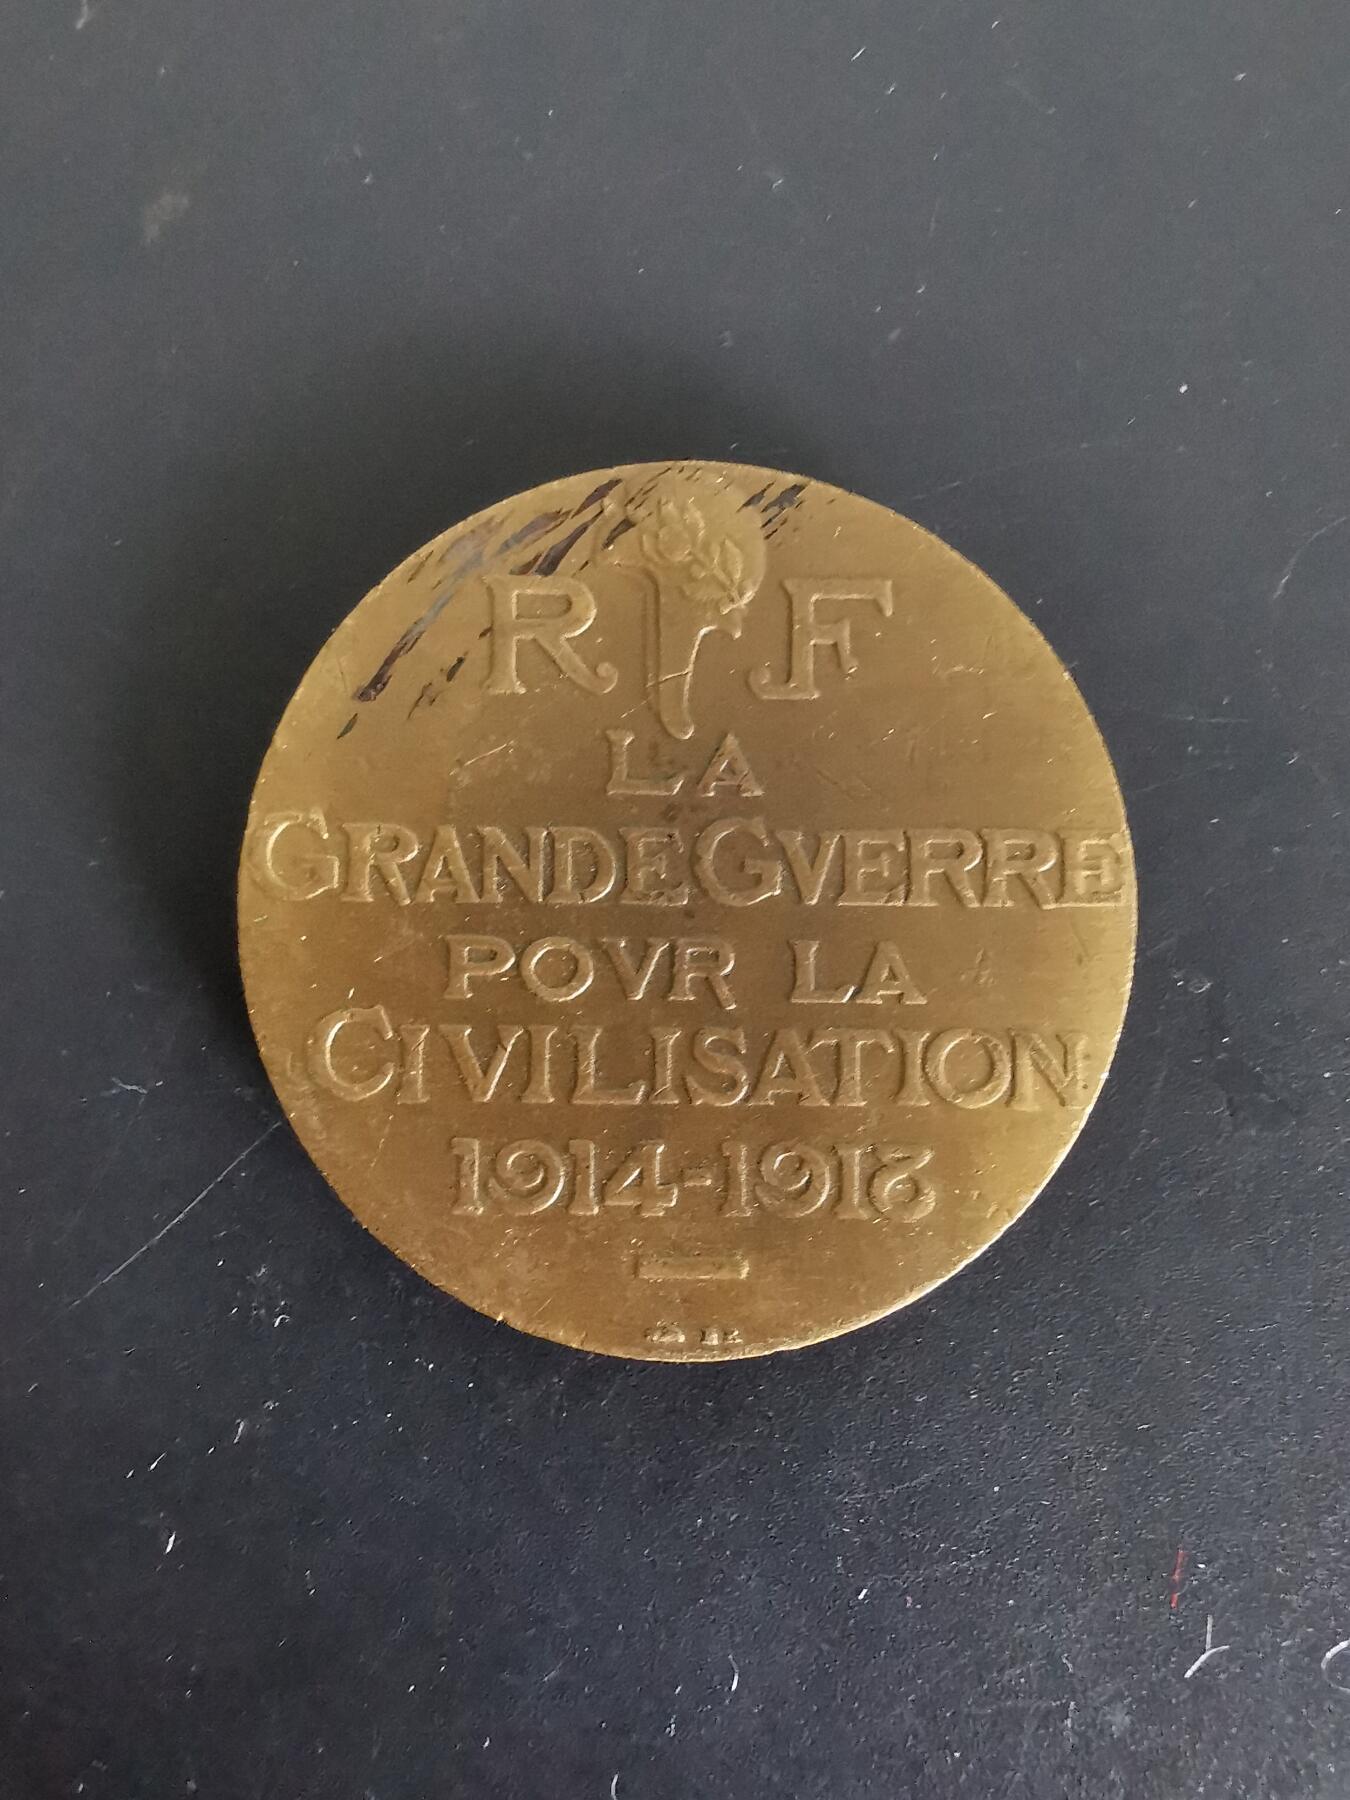 R F
LA
GRANDE GVERRE
POVR LA
CIVILISATION
1914-1918